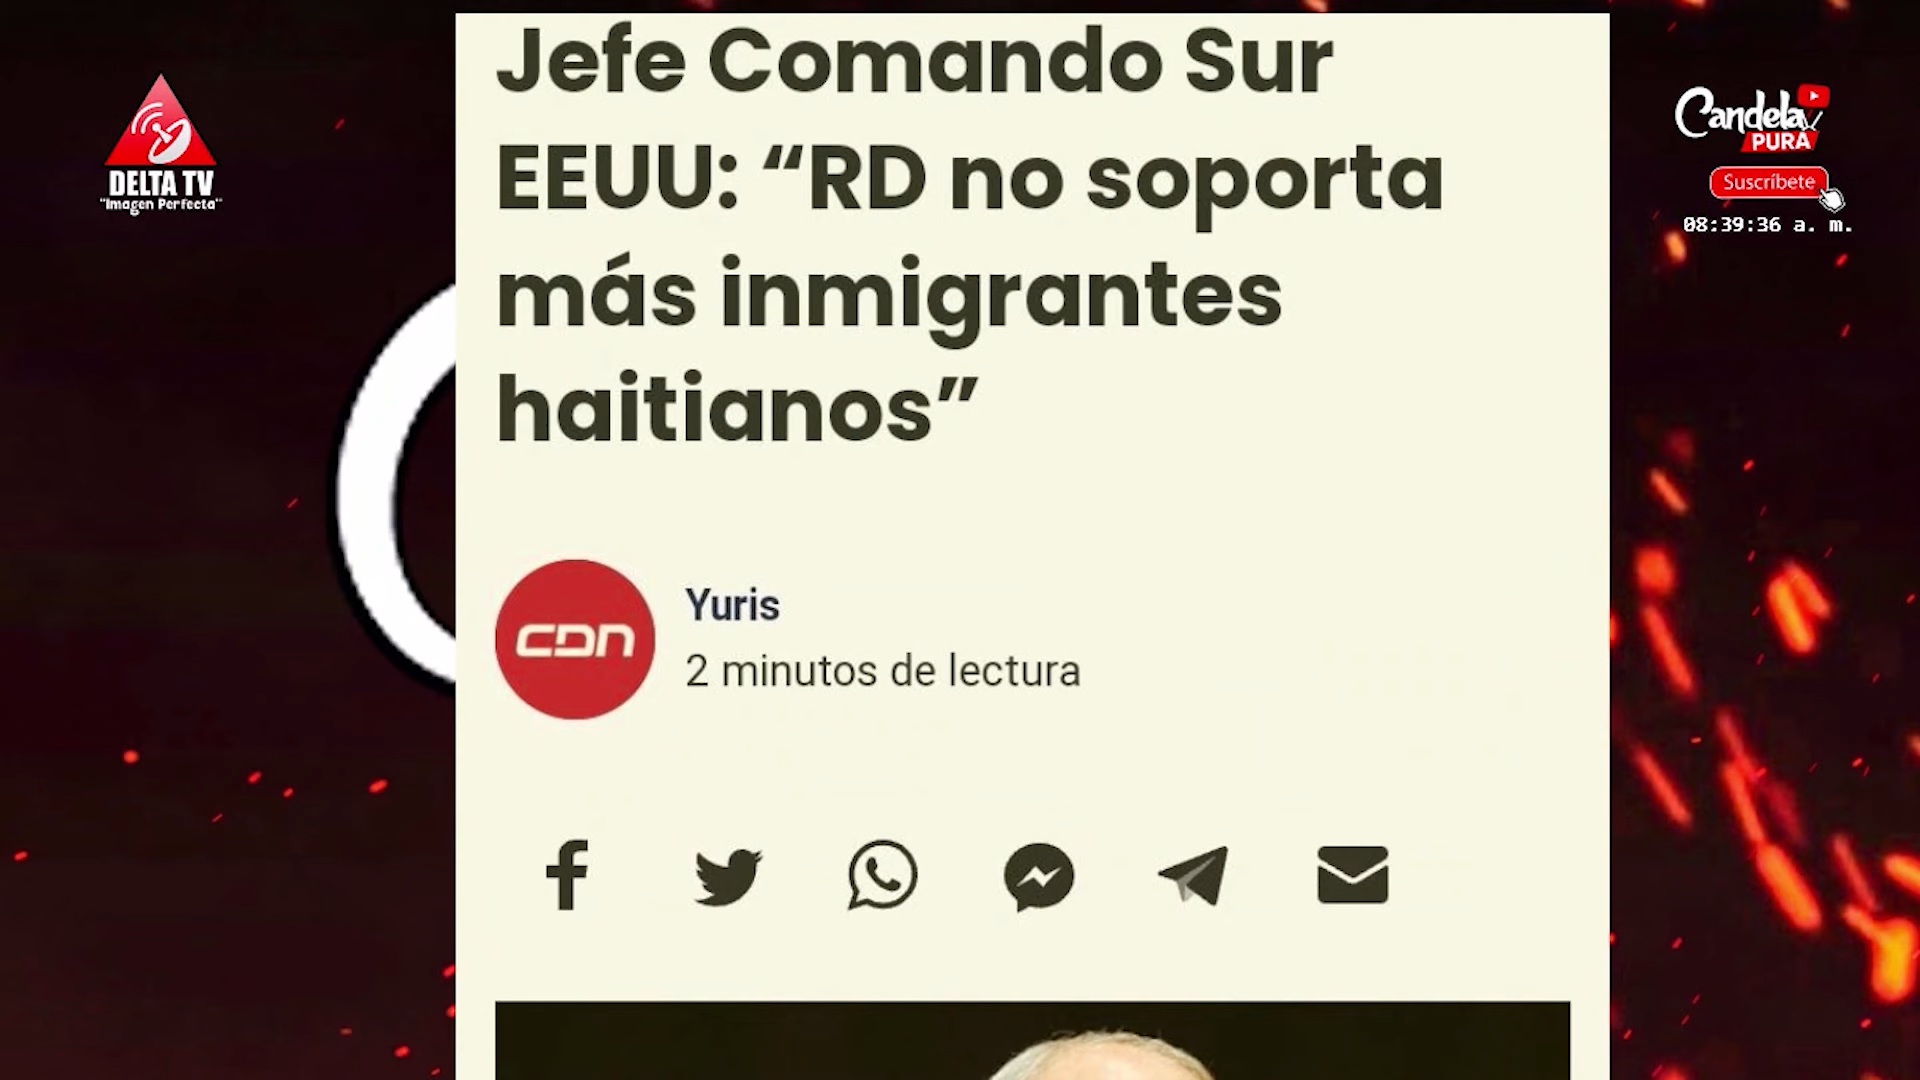 Jefe Comando Sur
EEUU: “RD no soporta
más inmigrantes
haitianos”
CDN
Yuris
2 minutos de lectura
DELTA TV
"Imagen Perfecta"
Candela
PURA
Suscríbete
08:39:36 a. m.